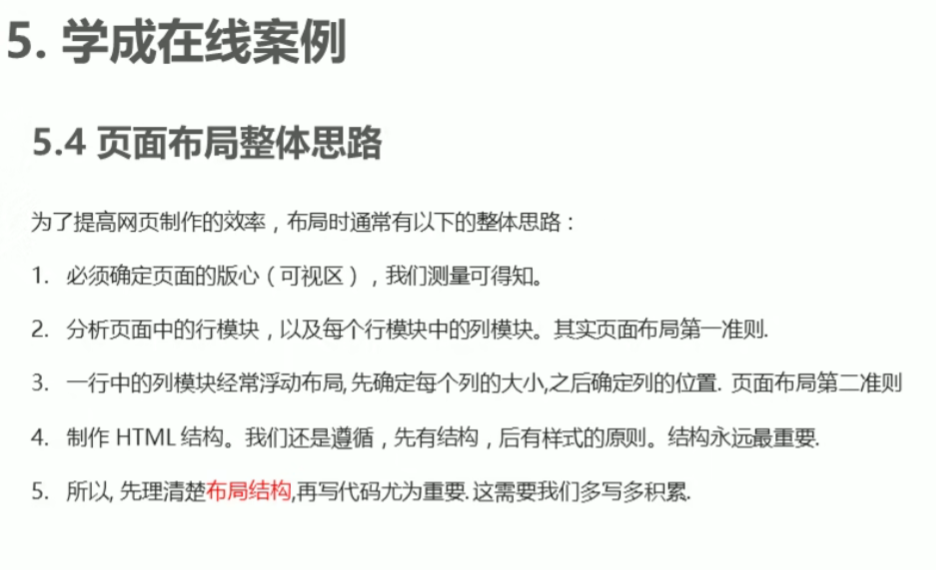 5. 学成在线案例
5.4 页面布局整体思路
为了提高网页制作的效率，布局时通常有以下的整体思路：
1. 必须确定页面的版心（可视区），我们测量可得知。
2. 分析页面中的行模块，以及每个行模块中的列模块。其实页面布局第一准则.
3. 一行中的列模块经常浮动布局, 先确定每个列的大小,之后确定列的位置. 页面布局第二准则
4. 制作 HTML 结构。我们还是遵循，先有结构，后有样式的原则。结构永远最重要.
5. 所以, 先理清楚布局结构,再写代码尤为重要. 这需要我们多写多积累.